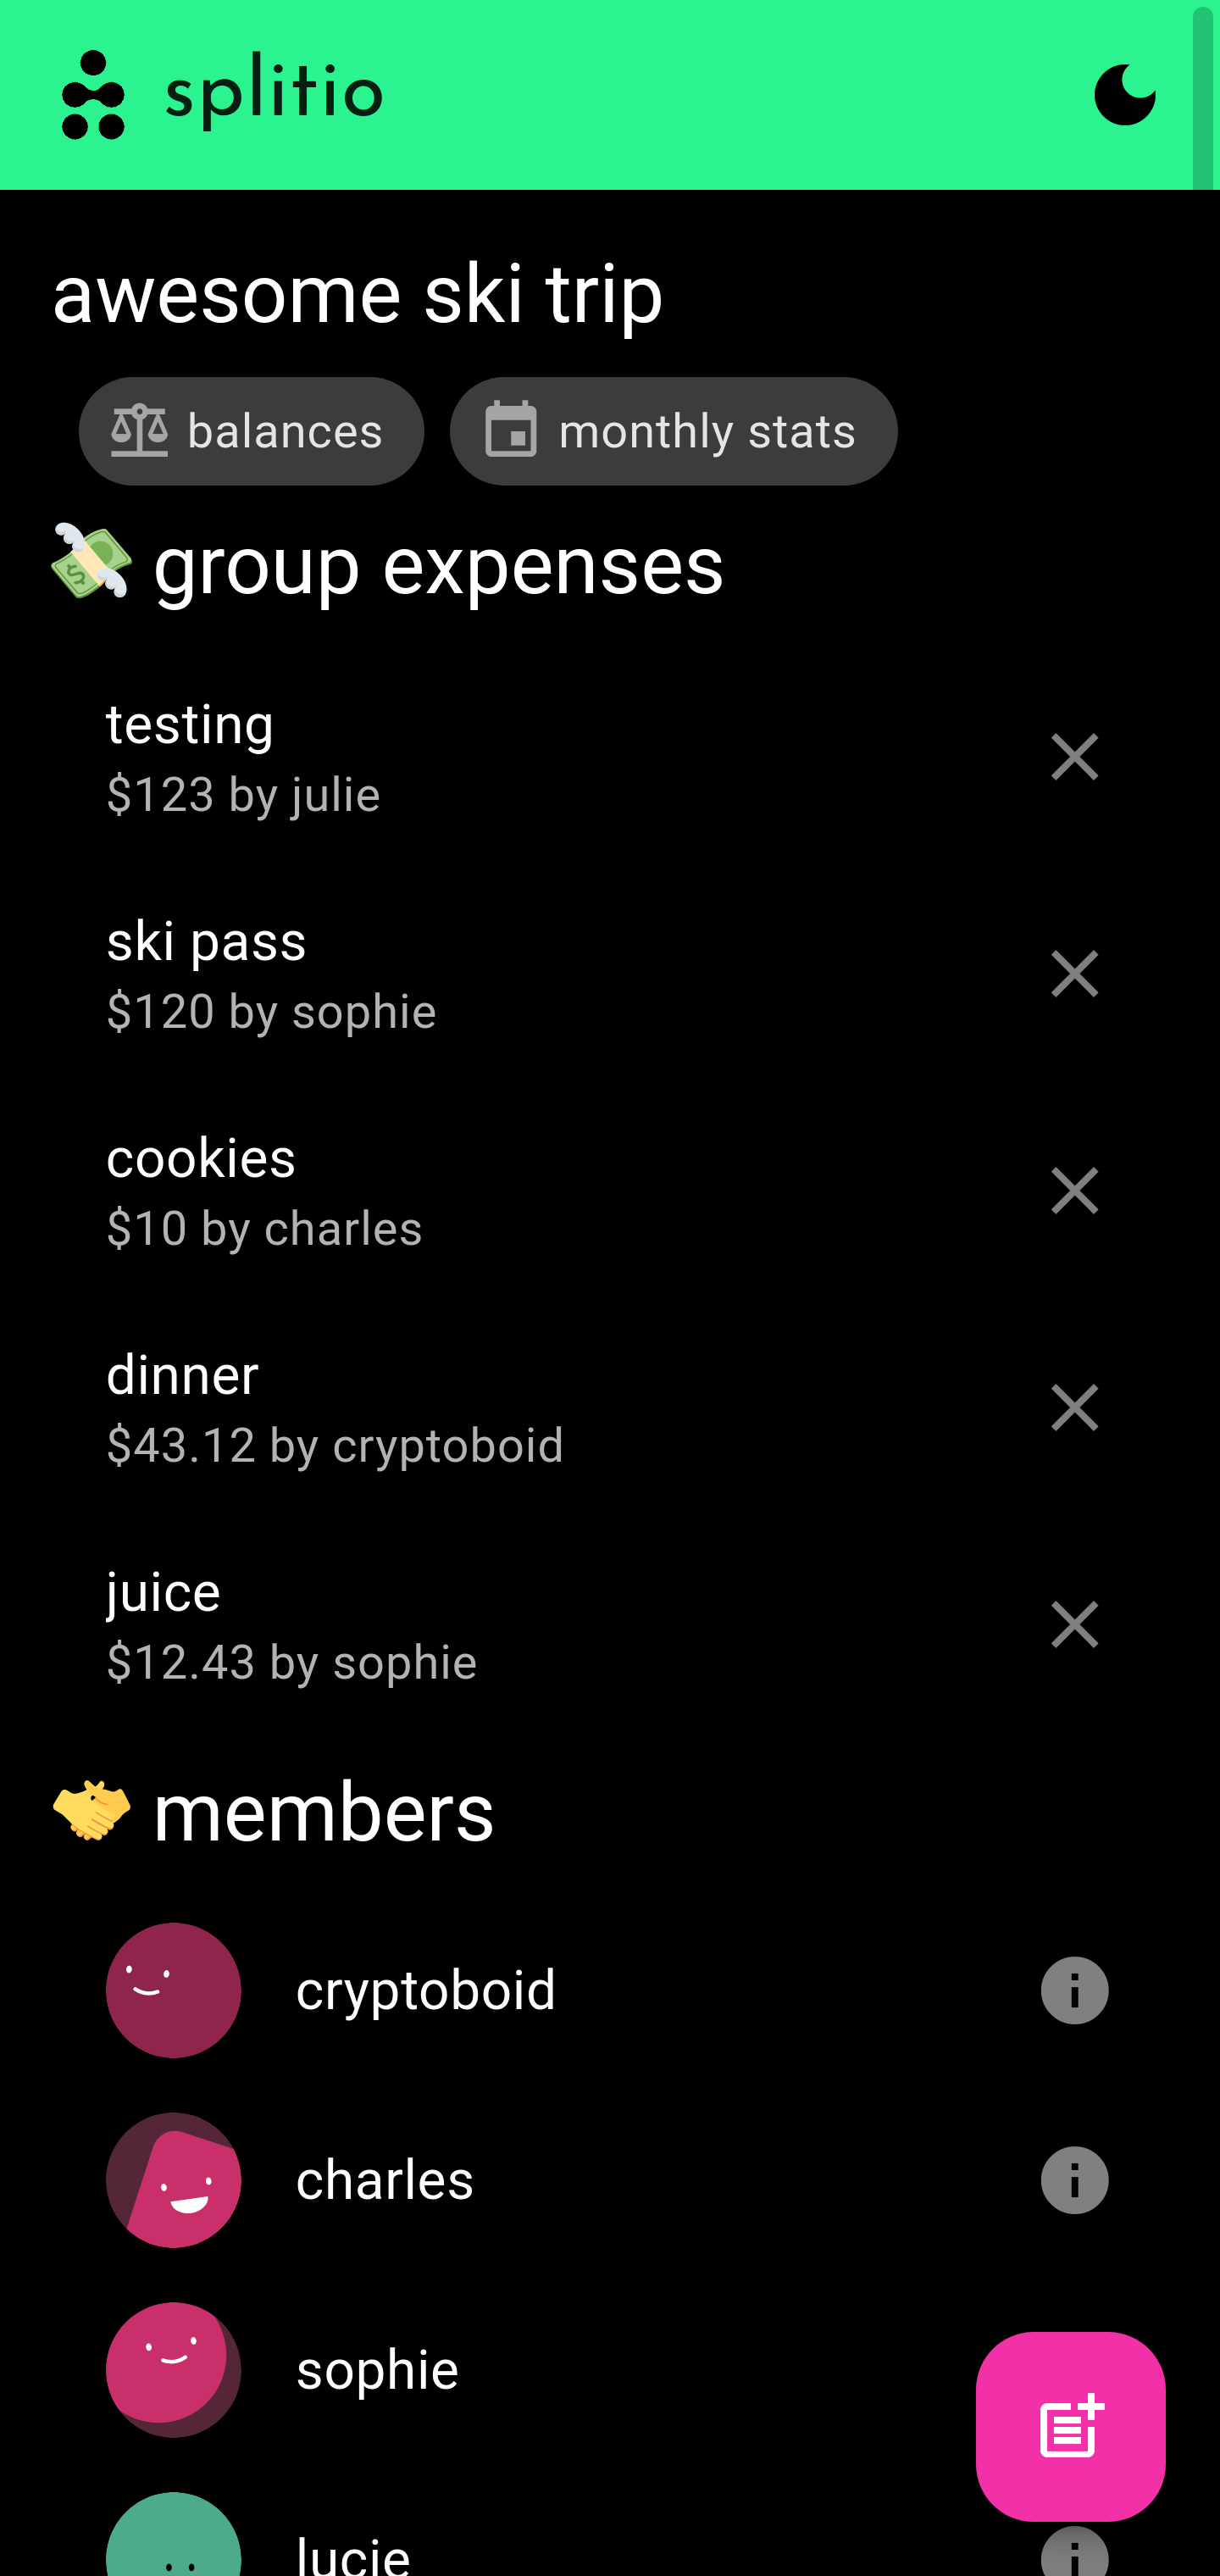 splitio
awesome ski trip
balances
monthly stats
💸 group expenses
testing
$123 by julie
ski pass
$120 by sophie
cookies
$10 by charles
dinner
$43.12 by cryptoboid
juice
$12.43 by sophie
🤝 members
cryptoboid
charles
sophie
lucie